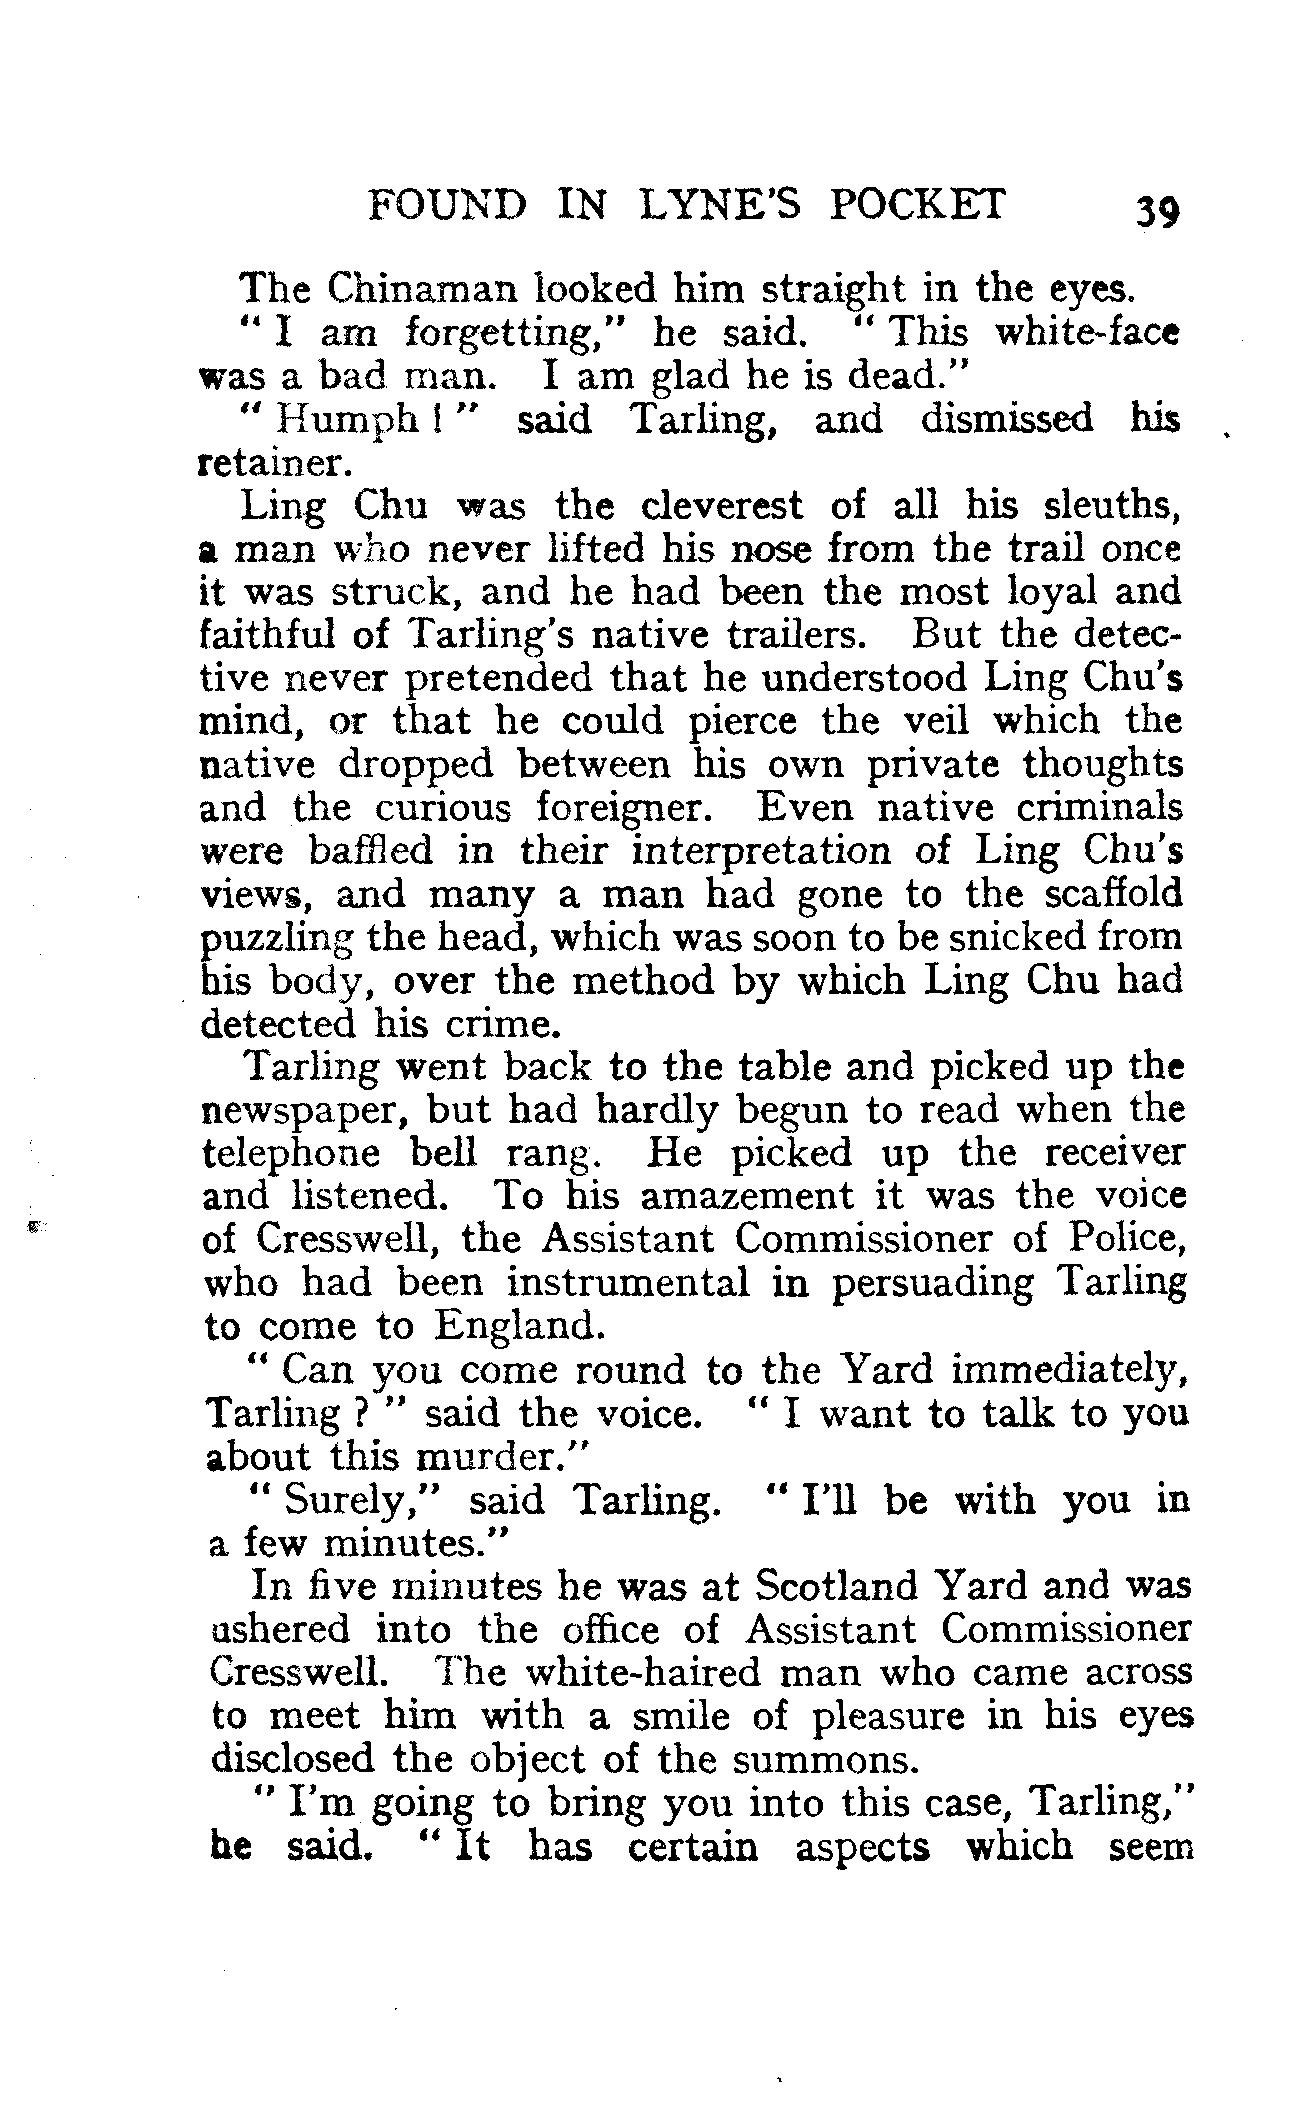 FOUND IN LYNE'S POCKET 39
The Chinaman looked him straight in the eyes.
" I am forgetting," he said. " This white-face
was a bad man. I am glad he is dead."
" Humph ! " said Tarling, and dismissed his
retainer.
Ling Chu was the cleverest of all his sleuths,
a man who never lifted his nose from the trail once
it was struck, and he had been the most loyal and
faithful of Tarling's native trailers. But the detec-
tive never pretended that he understood Ling Chu's
mind, or that he could pierce the veil which the
native dropped between his own private thoughts
and the curious foreigner. Even native criminals
were baffled in their interpretation of Ling Chu's
views, and many a man had gone to the scaffold
puzzling the head, which was soon to be snicked from
his body, over the method by which Ling Chu had
detected his crime.
Tarling went back to the table and picked up the
newspaper, but had hardly begun to read when the
telephone bell rang. He picked up the receiver
and listened. To his amazement it was the voice
of Cresswell, the Assistant Commissioner of Police,
who had been instrumental in persuading Tarling
to come to England.
" Can you come round to the Yard immediately,
Tarling ? " said the voice. " I want to talk to you
about this murder."
" Surely," said Tarling. " I'll be with you in
a few minutes."
In five minutes he was at Scotland Yard and was
ushered into the office of Assistant Commissioner
Cresswell. The white-haired man who came across
to meet him with a smile of pleasure in his eyes
disclosed the object of the summons.
" I'm going to bring you into this case, Tarling,"
he said. " It has certain aspects which seem